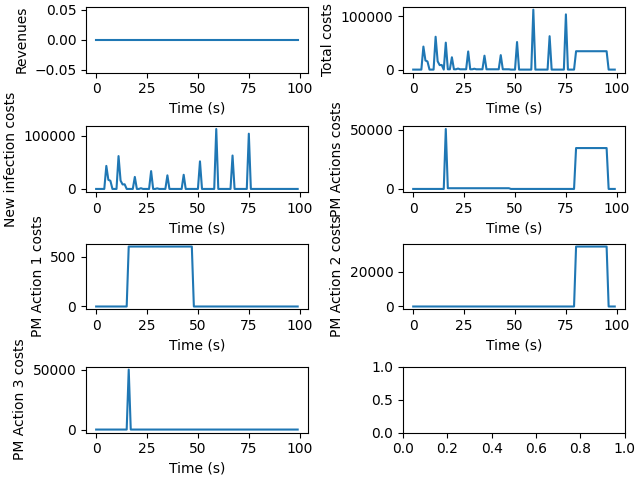 Revenues
0.05
0.00
−0.05
0 25 50 75 100
Time (s)
Total costs
100000
0
0 25 50 75 100
Time (s)
New infection costs
100000
0
0 25 50 75 100
Time (s)
PM Actions costs
50000
0
0 25 50 75 100
Time (s)
PM Action 1 costs
500
0
0 25 50 75 100
Time (s)
PM Action 2 costs
20000
0
0 25 50 75 100
Time (s)
PM Action 3 costs
50000
0
0 25 50 75 100
Time (s)
1.0
0.5
0.0
0.0 0.2 0.4 0.6 0.8 1.0